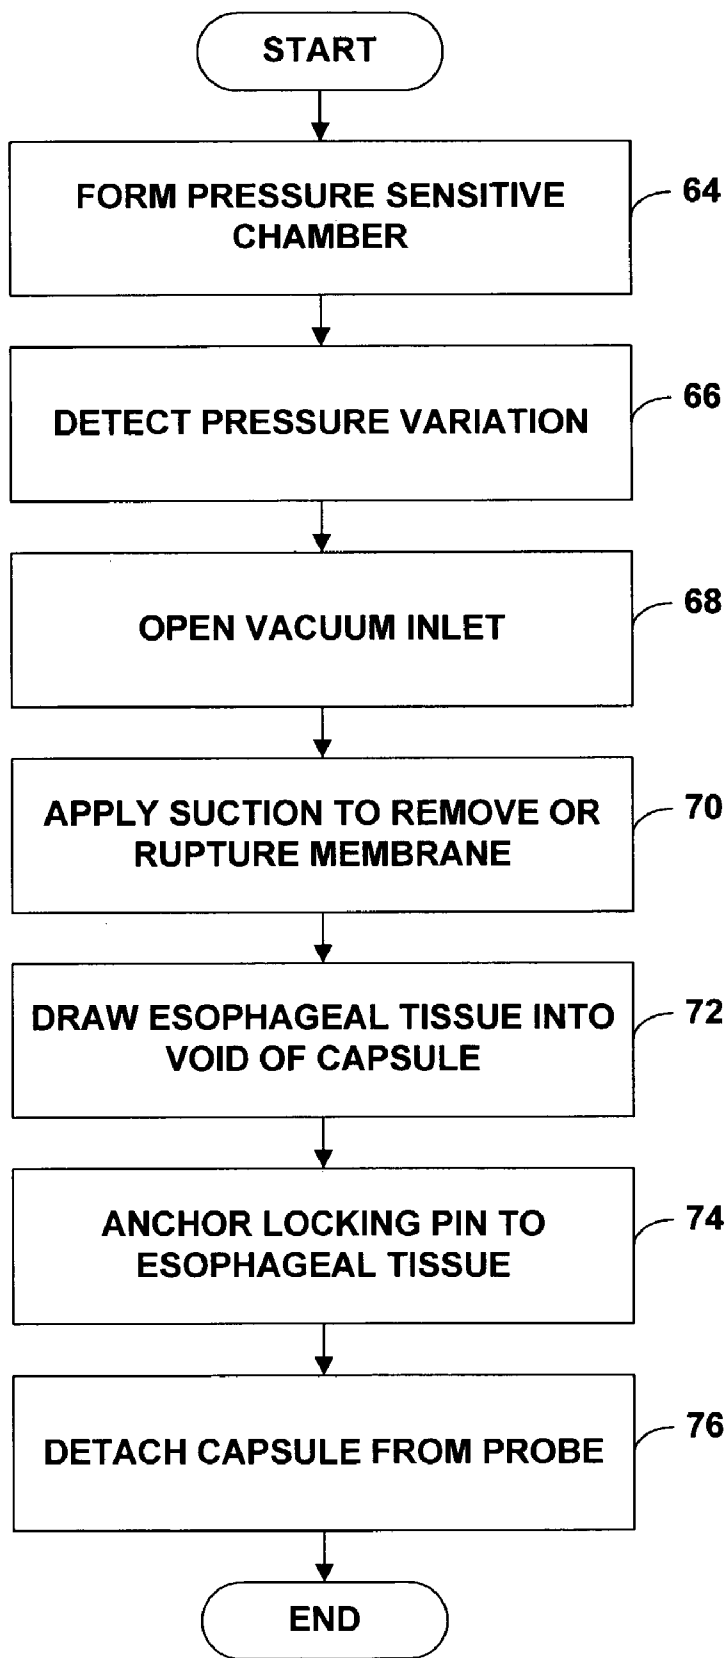 START
FORM PRESSURE SENSITIVE
CHAMBER
64
DETECT PRESSURE VARIATION
66
OPEN VACUUM INLET
68
APPLY SUCTION TO REMOVE OR
RUPTURE MEMBRANE
70
DRAW ESOPHAGEAL TISSUE INTO
VOID OF CAPSULE
72
ANCHOR LOCKING PIN TO
ESOPHAGEAL TISSUE
74
DETACH CAPSULE FROM PROBE
76
END